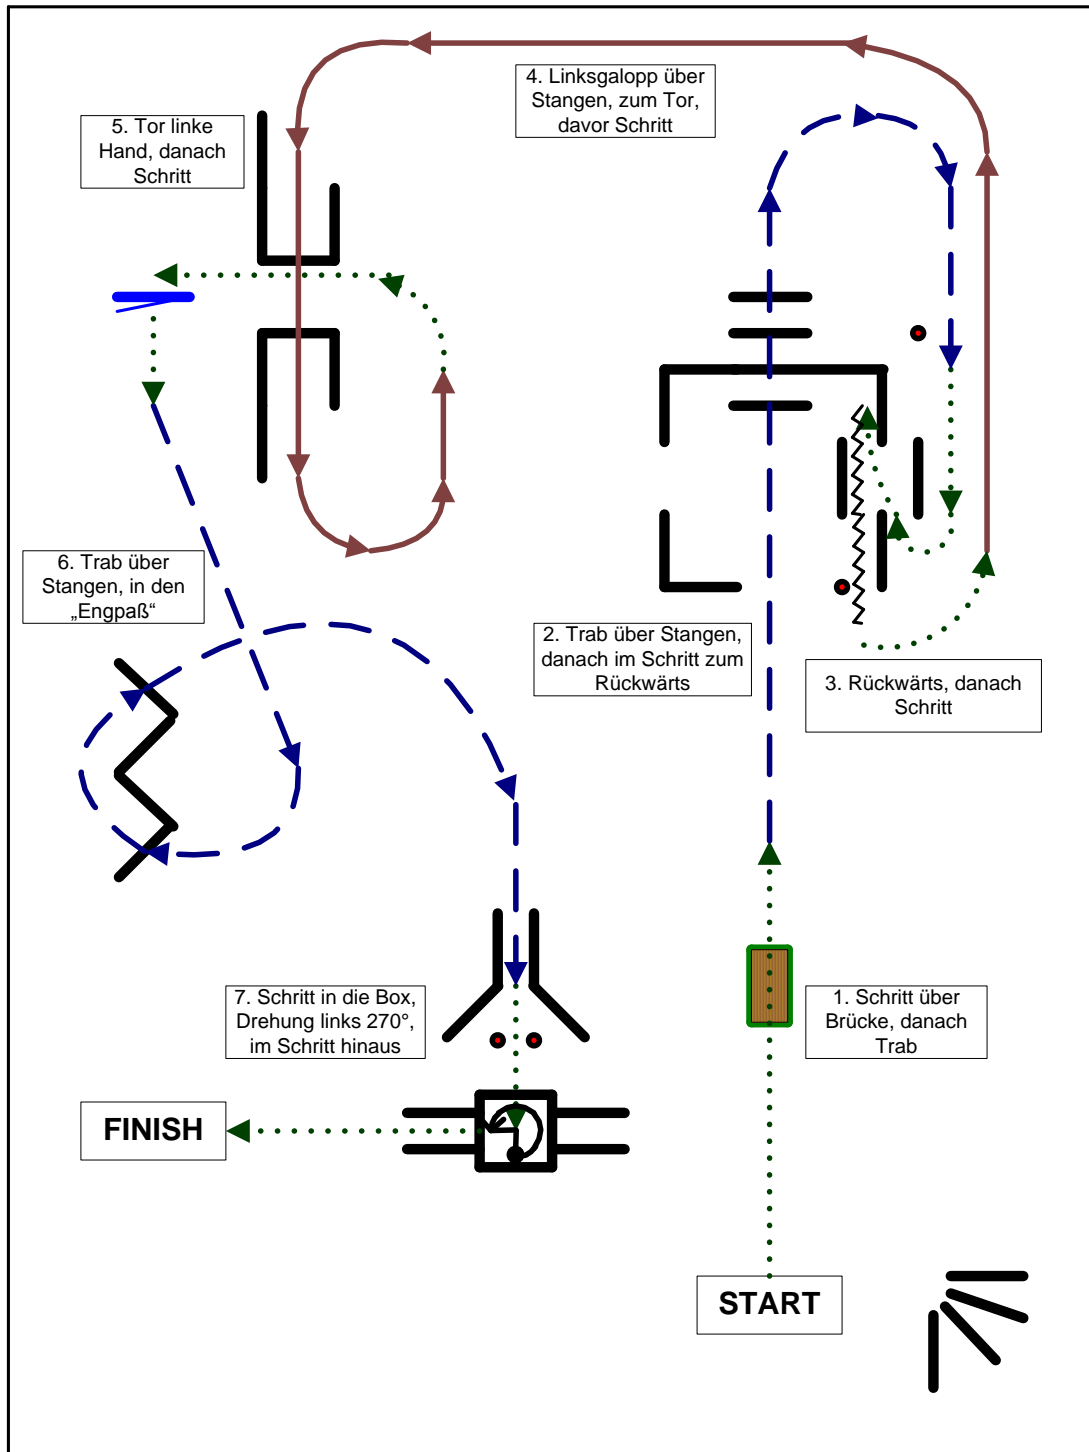 4. Linksgalopp über
Stangen, zum Tor,
davor Schritt
5. Tor linke
Hand, danach
Schritt
6. Trab über
Stangen, in den
„Engpaß“
2. Trab über Stangen,
danach im Schritt zum
Rückwärts
3. Rückwärts, danach
Schritt
7. Schritt in die Box,
Drehung links 270°,
im Schritt hinaus
1. Schritt über
Brücke, danach
Trab
FINISH
START